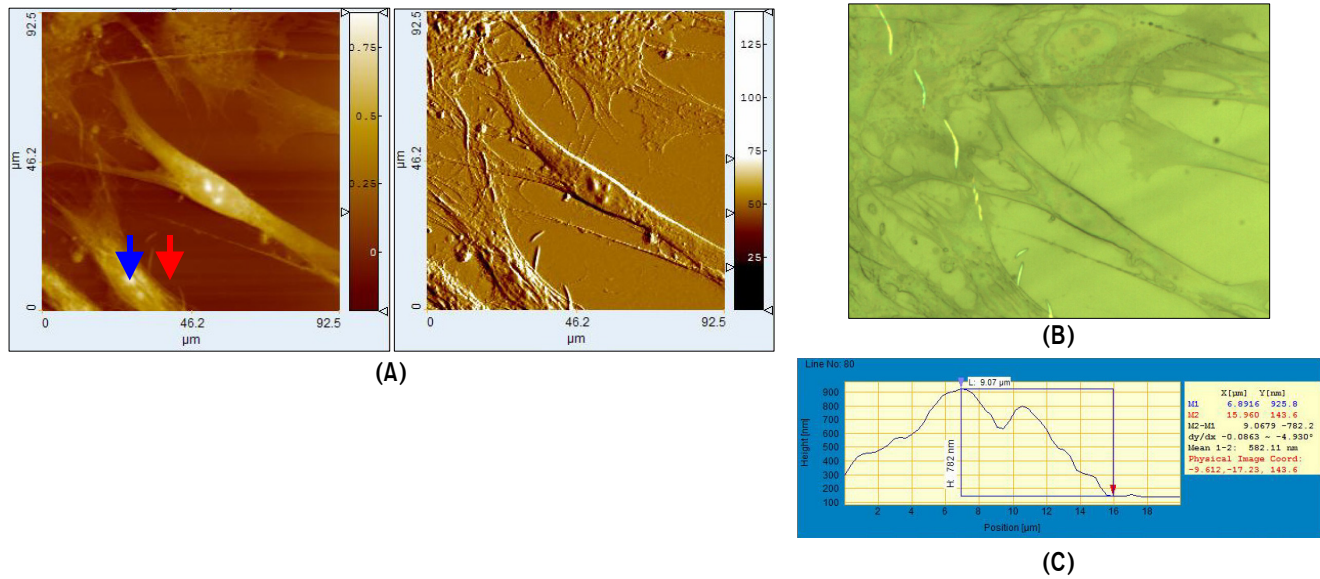 92.5
46.2
0
µm
0 46.2 92.5
µm
0.75
0.5
0.25
0
92.5
46.2
0
µm
0 46.2 92.5
µm
125
100
75
50
25
(A)
(B)
Line No: 80
L: 9.07 µm
H: 782 nm
900
800
700
600
500
400
300
200
100
Height [nm]
2 4 6 8 10 12 14 16 18
Position [µm]
X[µm] Y[nm]
M1 6.8916 925.8
M2 15.960 143.6
M2-M1 9.0679 -782.2
dy/dx -0.0863 ~ -4.930°
Mean 1-2: 582.11 nm
Physical Image Coord:
-9.612,-17.23, 143.6
(C)